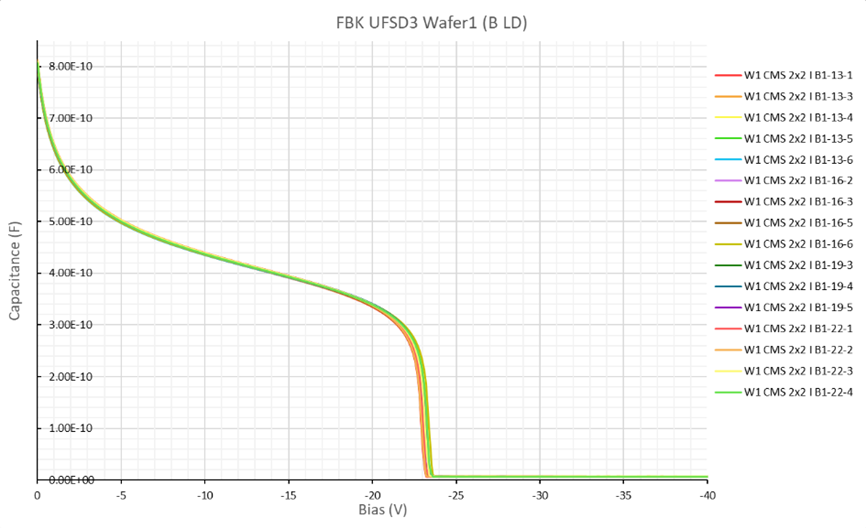 FBK UFSD3 Wafer1 (B LD)
8.00E-10
7.00E-10
6.00E-10
5.00E-10
4.00E-10
3.00E-10
2.00E-10
1.00E-10
0.00E+00
Capacitance (F)
0 -5 -10 -15 -20 -25 -30 -35 -40
Bias (V)
W1 CMS 2x2 I B1-13-1
W1 CMS 2x2 I B1-13-3
W1 CMS 2x2 I B1-13-4
W1 CMS 2x2 I B1-13-5
W1 CMS 2x2 I B1-13-6
W1 CMS 2x2 I B1-16-2
W1 CMS 2x2 I B1-16-3
W1 CMS 2x2 I B1-16-5
W1 CMS 2x2 I B1-16-6
W1 CMS 2x2 I B1-19-3
W1 CMS 2x2 I B1-19-4
W1 CMS 2x2 I B1-19-5
W1 CMS 2x2 I B1-22-1
W1 CMS 2x2 I B1-22-2
W1 CMS 2x2 I B1-22-3
W1 CMS 2x2 I B1-22-4